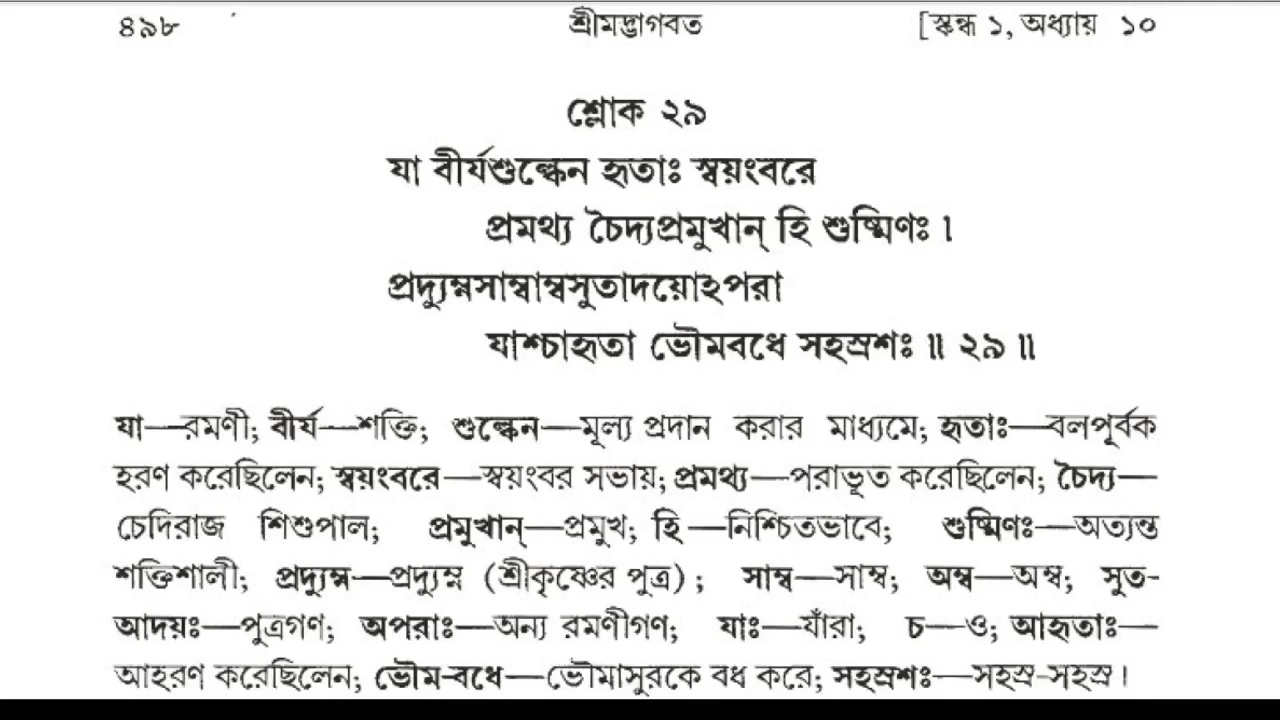 ৪৯৮ শ্রীমদ্ভাগবত [স্কন্ধ ১, অধ্যায় ১০
শ্লোক ২৯
যা বীর্যশুল্কেন হৃতাঃ স্বয়ংবরে
প্রমথ্য চৈদ্যপ্রমুখান্ হি শুষ্মিণঃ ৷
প্রদ্যুম্নসাম্বাম্বসুতাদয়োঽপরা
যাশ্চাহৃতা ভৌমবধে সহস্রশঃ ॥ ২৯ ॥
যা—রমণী; বীর্য—শক্তি; শুল্কেন—মূল্য প্রদান করার মাধ্যমে; হৃতাঃ—বলপূর্বক
হরণ করেছিলেন; স্বয়ংবরে—স্বয়ংবর সভায়; প্রমথ্য—পরাভূত করেছিলেন; চৈদ্য—
চেদিরাজ শিশুপাল; প্রমুখান্—প্রমুখ; হি—নিশ্চিতভাবে; শুষ্মিণঃ—অত্যন্ত
শক্তিশালী; প্রদ্যুম্ন—প্রদ্যুম্ন (শ্রীকৃষ্ণের পুত্র); সাম্ব—সাম্ব; অম্ব—অম্ব; সুত-
আদয়ঃ—পুত্রগণ; অপরাঃ—অন্য রমণীগণ; যাঃ—যাঁরা; চ—ও; আহৃতাঃ—
আহরণ করেছিলেন; ভৌম-বধে—ভৌমাসুরকে বধ করে; সহস্রশঃ—সহস্র-সহস্র।